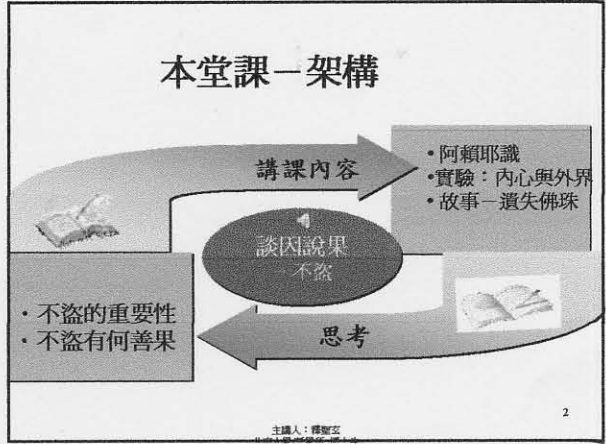 本堂課－架構
講課內容
•阿賴耶識
•實驗：內心與外界
•故事－遺失佛珠
談因說果
－不盜
•不盜的重要性
•不盜有何善果
思考
2
主講人：釋聖玄